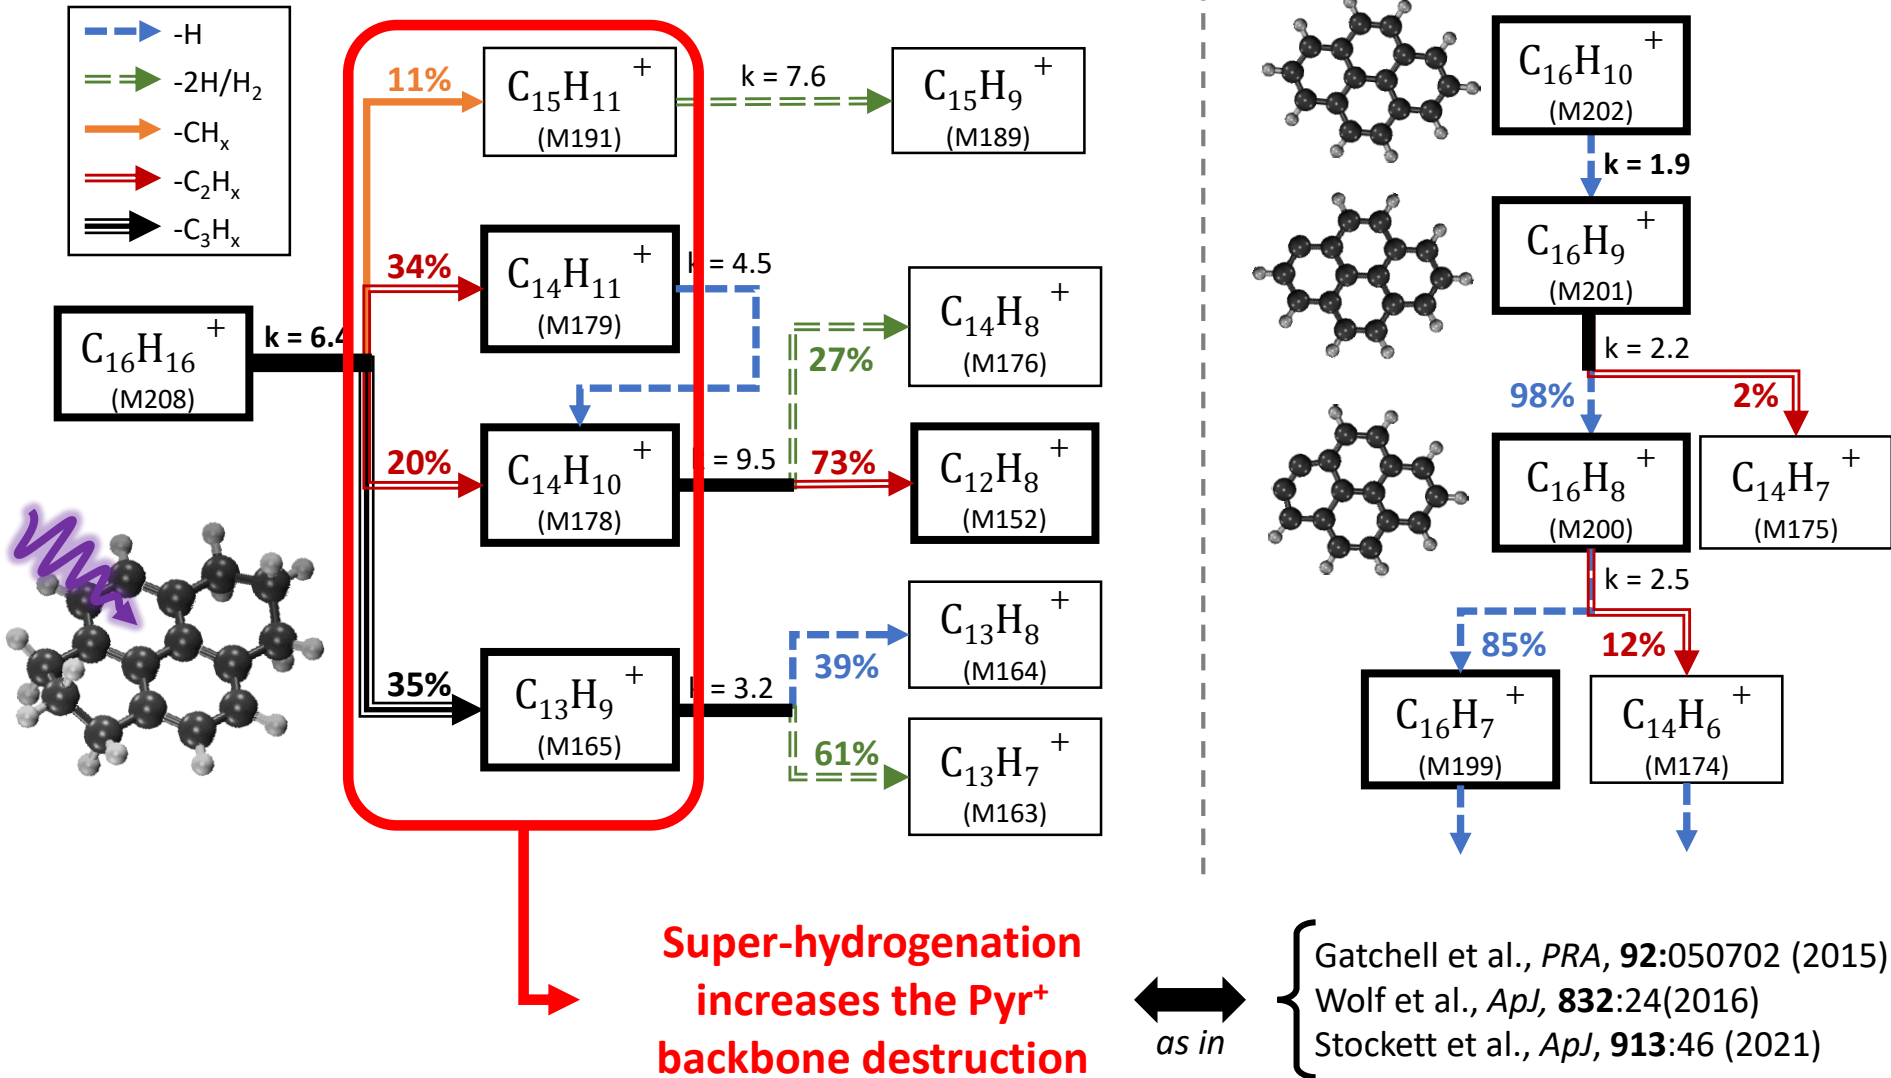 -H
-2H/H₂
-CHₓ
-C₂Hₓ
-C₃Hₓ
C₁₆H₁₆⁺
(M208)
k = 6.4
11%
C₁₅H₁₁⁺
(M191)
k = 7.6
C₁₅H₉⁺
(M189)
34%
C₁₄H₁₁⁺
(M179)
k = 4.5
20%
C₁₄H₁₀⁺
(M178)
k = 9.5
27%
C₁₄H₈⁺
(M176)
73%
C₁₂H₈⁺
(M152)
35%
C₁₃H₉⁺
(M165)
k = 3.2
39%
C₁₃H₈⁺
(M164)
61%
C₁₃H₇⁺
(M163)
C₁₆H₁₀⁺
(M202)
k = 1.9
C₁₆H₉⁺
(M201)
k = 2.2
98%
2%
C₁₆H₈⁺
(M200)
C₁₄H₇⁺
(M175)
k = 2.5
85%
12%
C₁₆H₇⁺
(M199)
C₁₄H₆⁺
(M174)
Super-hydrogenation
increases the Pyr⁺
backbone destruction
as in
Gatchell et al., PRA, 92:050702 (2015)
Wolf et al., ApJ, 832:24(2016)
Stockett et al., ApJ, 913:46 (2021)